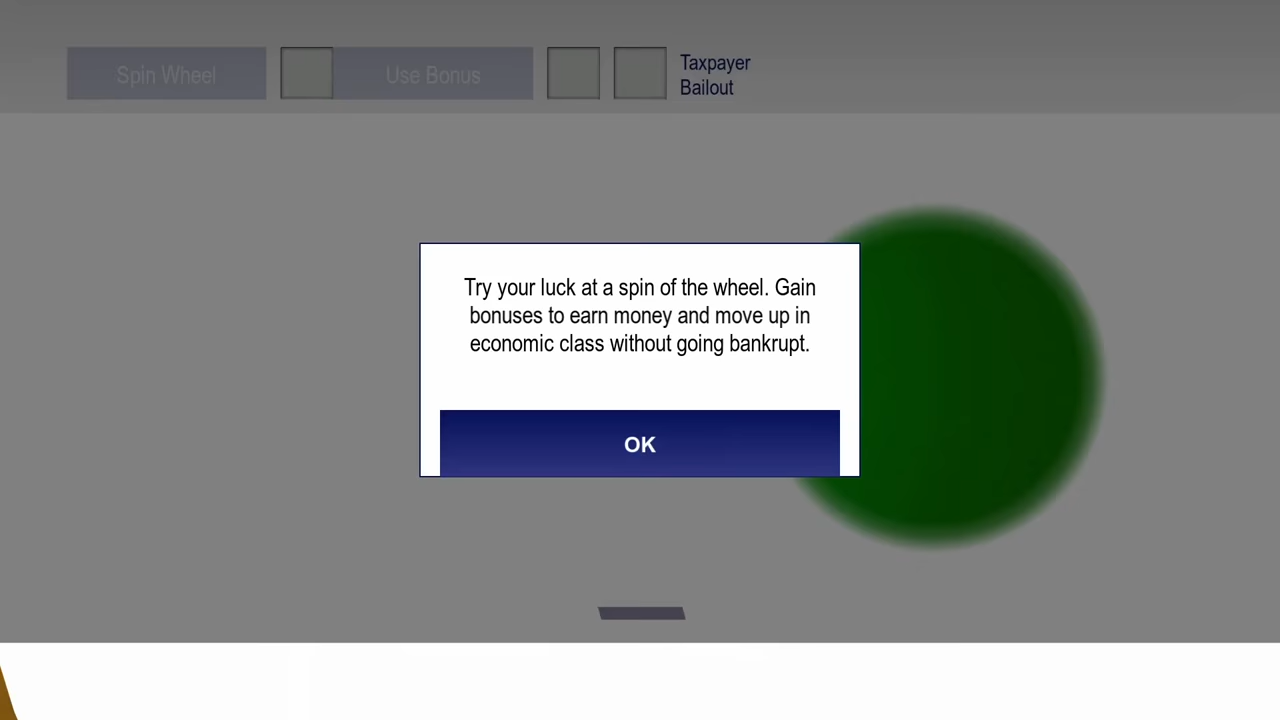 Spin Wheel
Use Bonus
Taxpayer
Bailout
Try your luck at a spin of the wheel. Gain
bonuses to earn money and move up in
economic class without going bankrupt.
OK